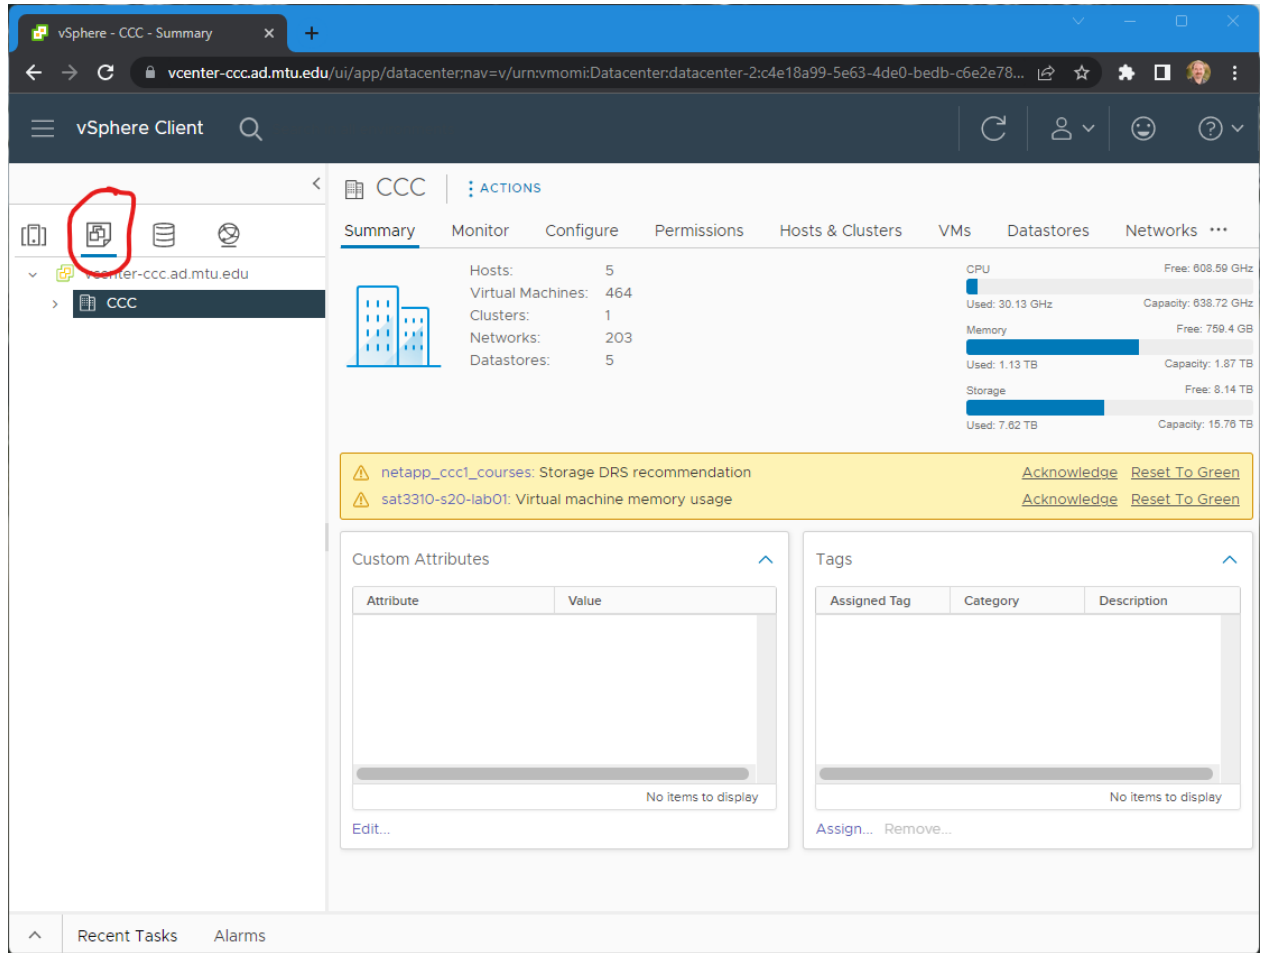 vSphere - CCC - Summary
vcenter-ccc.ad.mtu.edu/ui/app/datacenter;nav=v/urn:vmomi:Datacenter:datacenter-2:c4e18a99-5e63-4de0-bedb-c6e2e78...
vSphere Client
CCC
ACTIONS
Summary Monitor Configure Permissions Hosts & Clusters VMs Datastores Networks ...
vcenter-ccc.ad.mtu.edu
CCC
Hosts: 5
Virtual Machines: 464
Clusters: 1
Networks: 203
Datastores: 5
CPU Free: 608.59 GHz
Used: 30.13 GHz Capacity: 638.72 GHz
Memory Free: 759.4 GB
Used: 1.13 TB Capacity: 1.87 TB
Storage Free: 8.14 TB
Used: 7.62 TB Capacity: 15.76 TB
netapp_ccc1_courses: Storage DRS recommendation Acknowledge Reset To Green
sat3310-s20-lab01: Virtual machine memory usage Acknowledge Reset To Green
Custom Attributes
Attribute Value
No items to display
Edit...
Tags
Assigned Tag Category Description
No items to display
Assign... Remove...
Recent Tasks Alarms